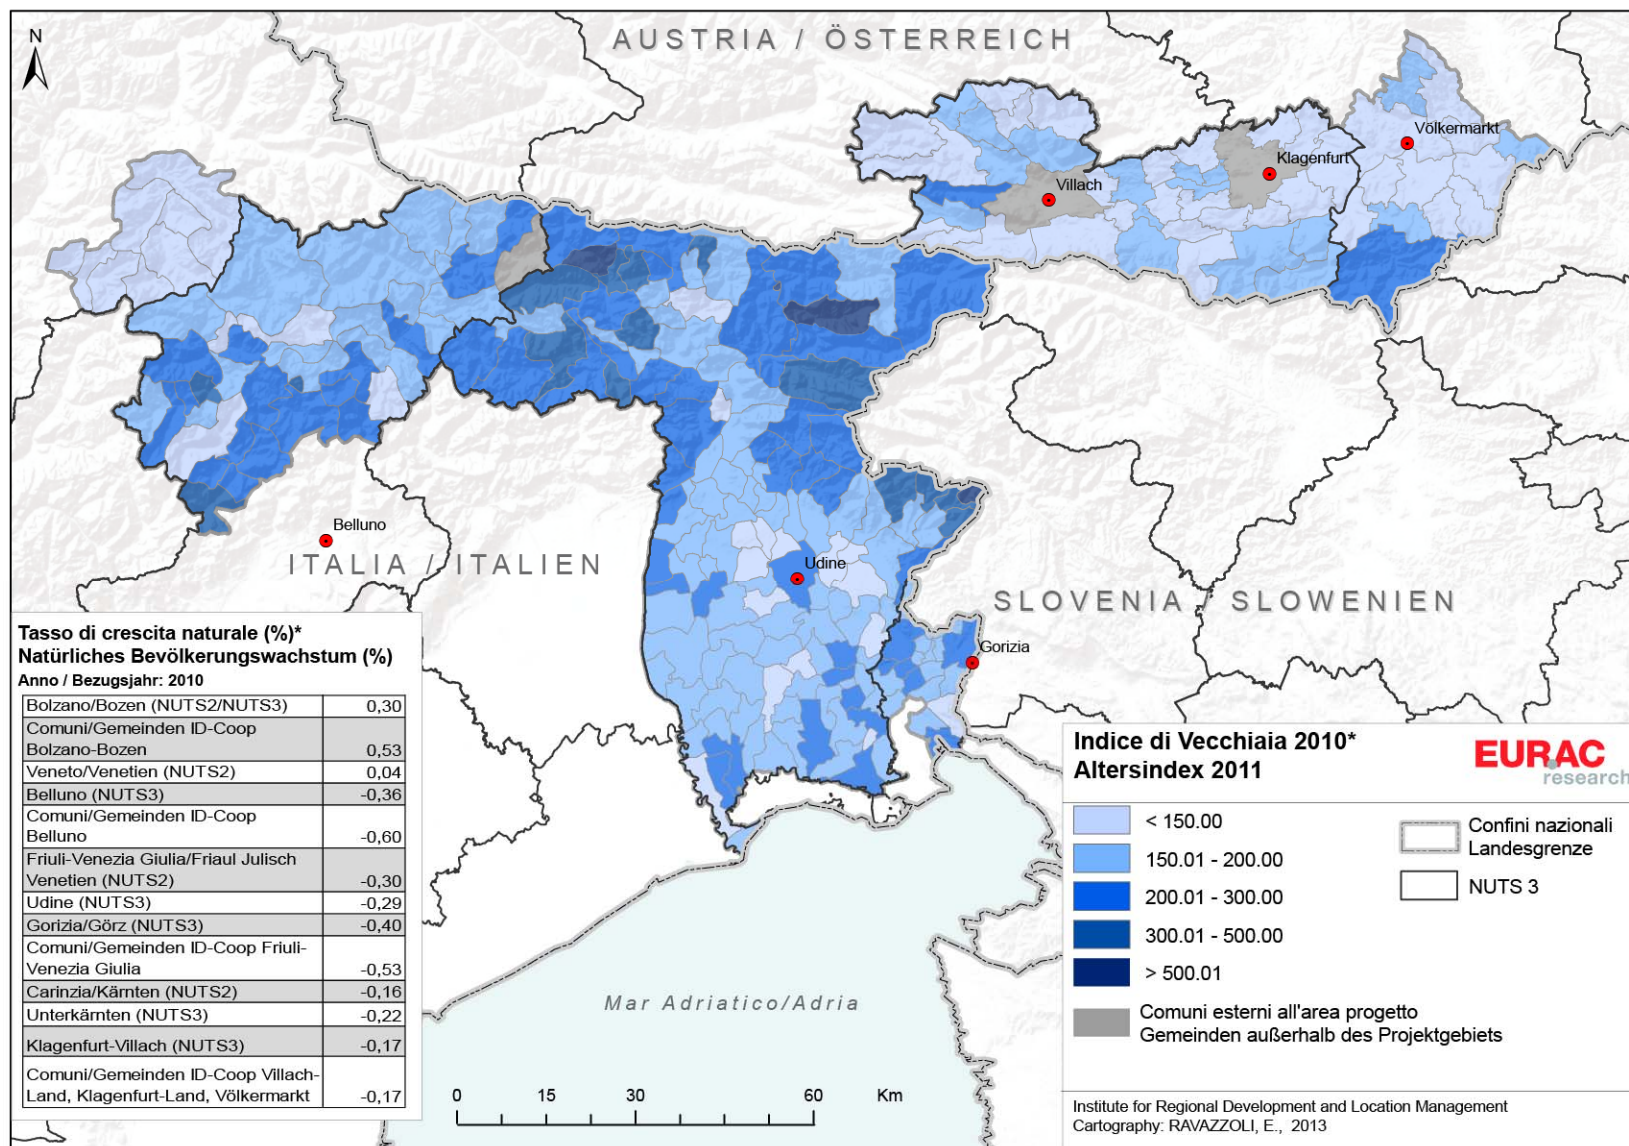 N
AUSTRIA / ÖSTERREICH
Völkermarkt
Klagenfurt
Villach
Belluno
ITALIA / ITALIEN
Udine
SLOVENIA / SLOWENIEN
Gorizia
Mar Adriatico/Adria
Tasso di crescita naturale (%)*
Natürliches Bevölkerungswachstum (%)
Anno / Bezugsjahr: 2010
Bolzano/Bozen (NUTS2/NUTS3) 0,30
Comuni/Gemeinden ID-Coop
Bolzano-Bozen 0,53
Veneto/Venetien (NUTS2) 0,04
Belluno (NUTS3) -0,36
Comuni/Gemeinden ID-Coop
Belluno -0,60
Friuli-Venezia Giulia/Friaul Julisch
Venetien (NUTS2) -0,30
Udine (NUTS3) -0,29
Gorizia/Görz (NUTS3) -0,40
Comuni/Gemeinden ID-Coop Friuli-
Venezia Giulia -0,53
Carinzia/Kärnten (NUTS2) -0,16
Unterkärnten (NUTS3) -0,22
Klagenfurt-Villach (NUTS3) -0,17
Comuni/Gemeinden ID-Coop Villach-
Land, Klagenfurt-Land, Völkermarkt -0,17
0 15 30 60 Km
Indice di Vecchiaia 2010*
Altersindex 2011
EURAC
research
< 150.00
150.01 - 200.00
200.01 - 300.00
300.01 - 500.00
> 500.01
Comuni esterni all'area progetto
Gemeinden außerhalb des Projektgebiets
Confini nazionali
Landesgrenze
NUTS 3
Institute for Regional Development and Location Management
Cartography: RAVAZZOLI, E., 2013